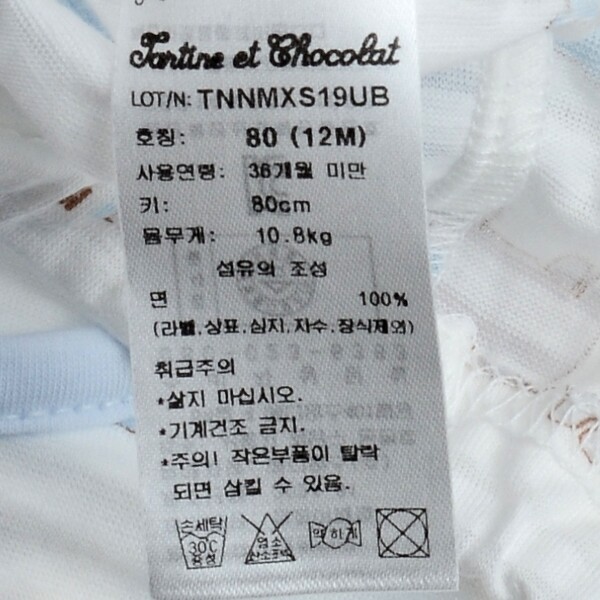 Tartine et Chocolat
LOT/N: TNNMXS19UB
호칭: 80 (12M)
사용연령: 36개월 미만
키: 80cm
몸무게: 10.8kg
섬유의 조성
면 100%
(라벨,상표,심지,자수,장식제외)
취급주의
*삶지 마십시오.
*기계건조 금지.
*주의! 작은부품이 탈락
되면 삼킬 수 있음.
손세탁 30℃ 중성
염소 산소표백
약하게